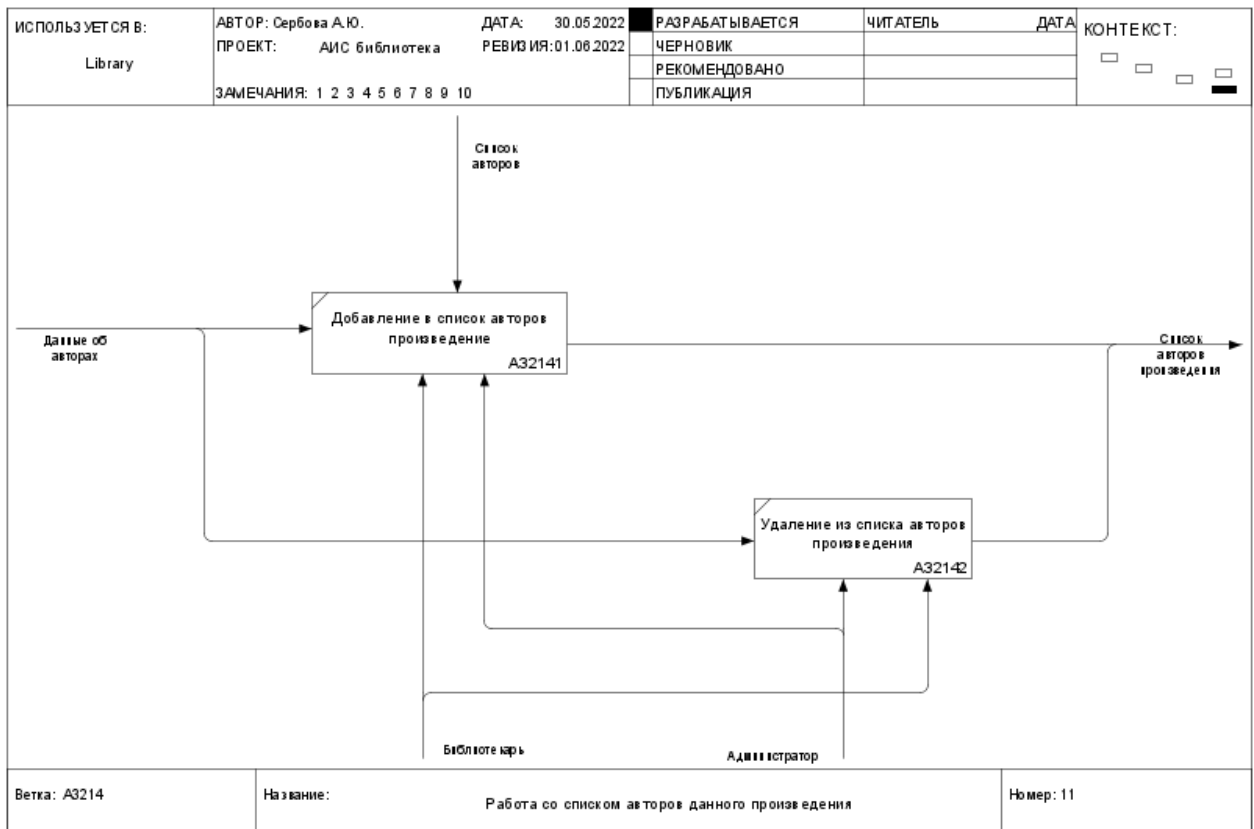 ИСПОЛЬЗУЕТСЯ В:
Library
АВТОР: Сербова А.Ю.
ДАТА: 30.05.2022
ПРОЕКТ: АИС библиотека
РЕВИЗИЯ:01.06.2022
ЗАМЕЧАНИЯ: 1 2 3 4 5 6 7 8 9 10
РАЗРАБАТЫВАЕТСЯ
ЧЕРНОВИК
РЕКОМЕНДОВАНО
ПУБЛИКАЦИЯ
ЧИТАТЕЛЬ
ДАТА
КОНТЕКСТ:
Список
авторов
Добавление в список авторов
произведение
A32141
Данные об
авторах
Список
авторов
произведения
Удаление из списка авторов
произведения
A32142
Библиотекарь
Администратор
Ветка: A3214
Название:
Работа со списком авторов данного произведения
Номер: 11